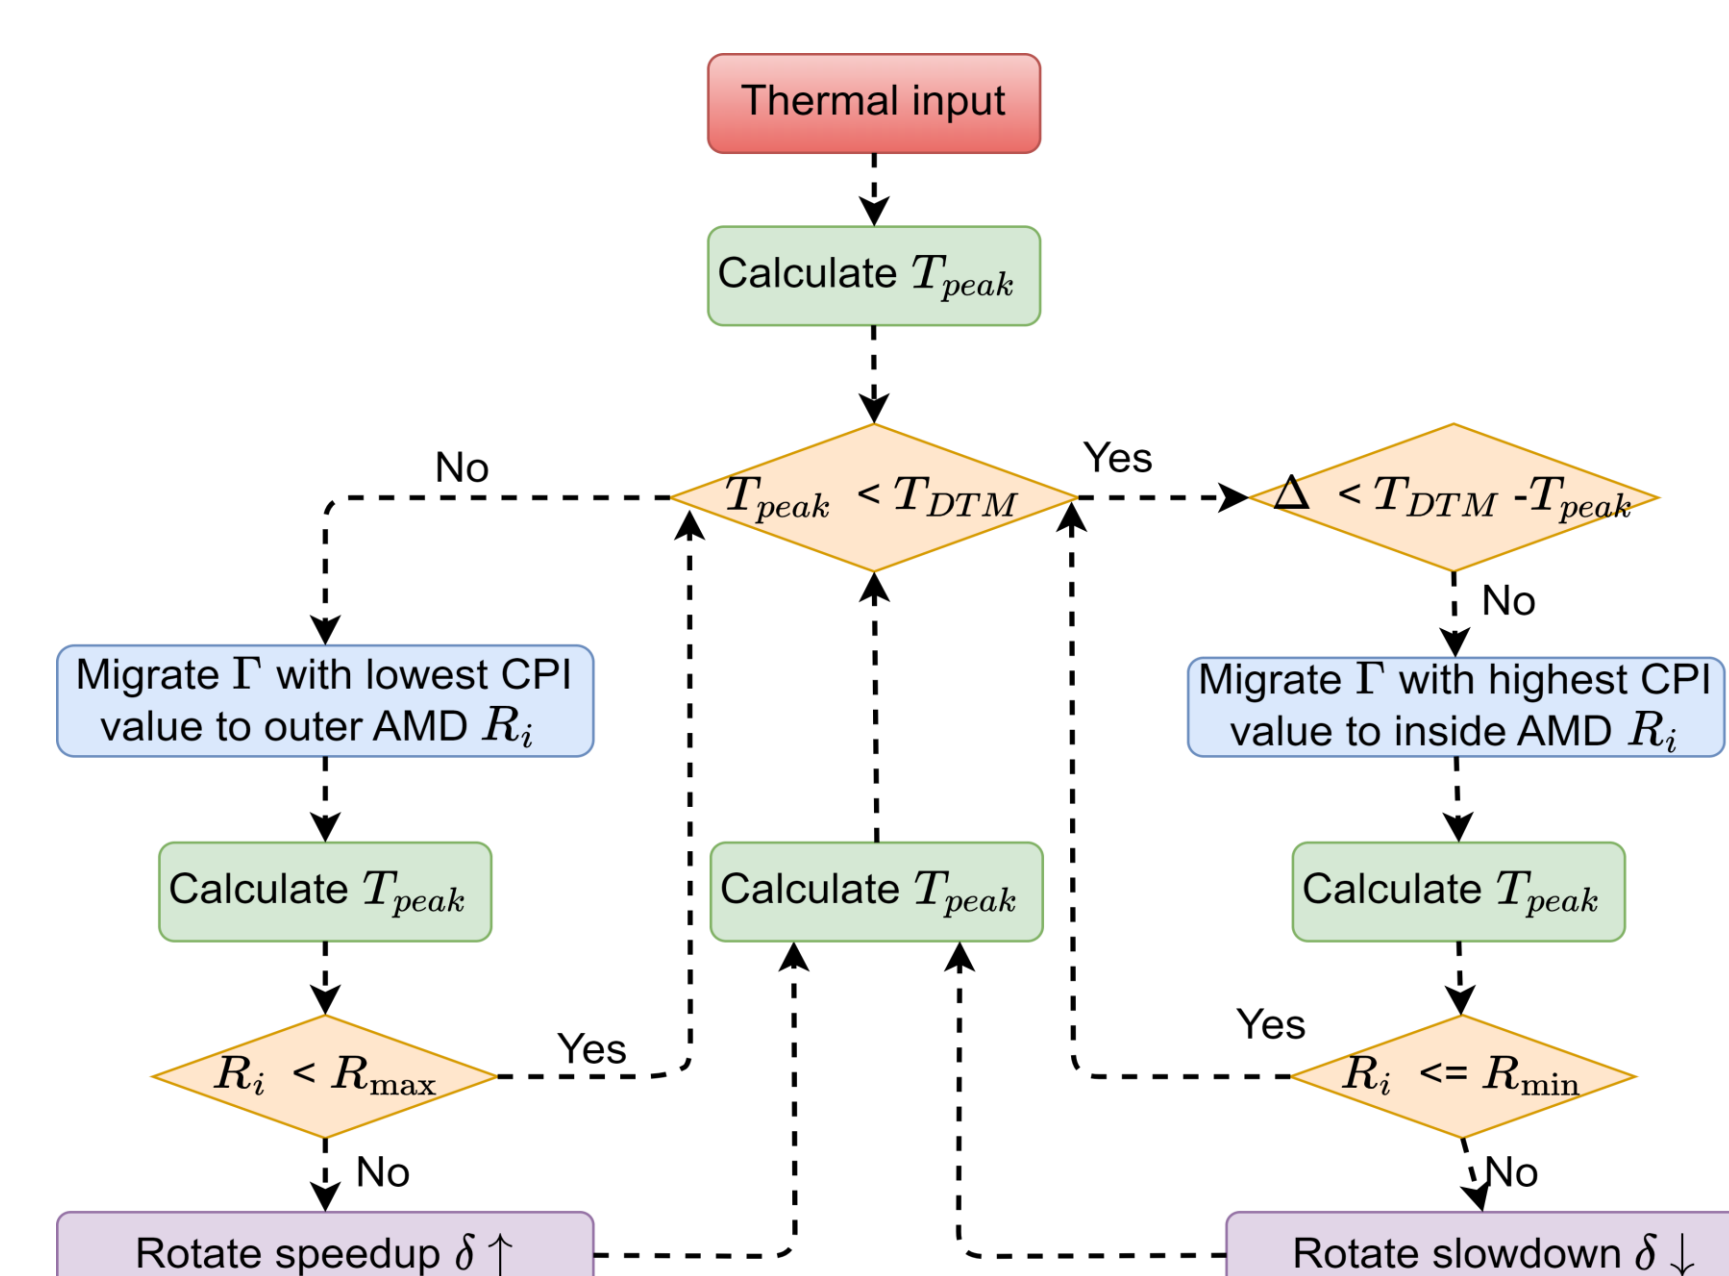 Thermal input
Calculate T_peak
No
T_peak < T_DTM
Yes
Δ < T_DTM -T_peak
No
Migrate Γ with lowest CPI
value to outer AMD R_i
Migrate Γ with highest CPI
value to inside AMD R_i
Calculate T_peak
Calculate T_peak
Calculate T_peak
R_i < R_max
Yes
Yes
R_i <= R_min
No
No
Rotate speedup δ ↑
Rotate slowdown δ ↓